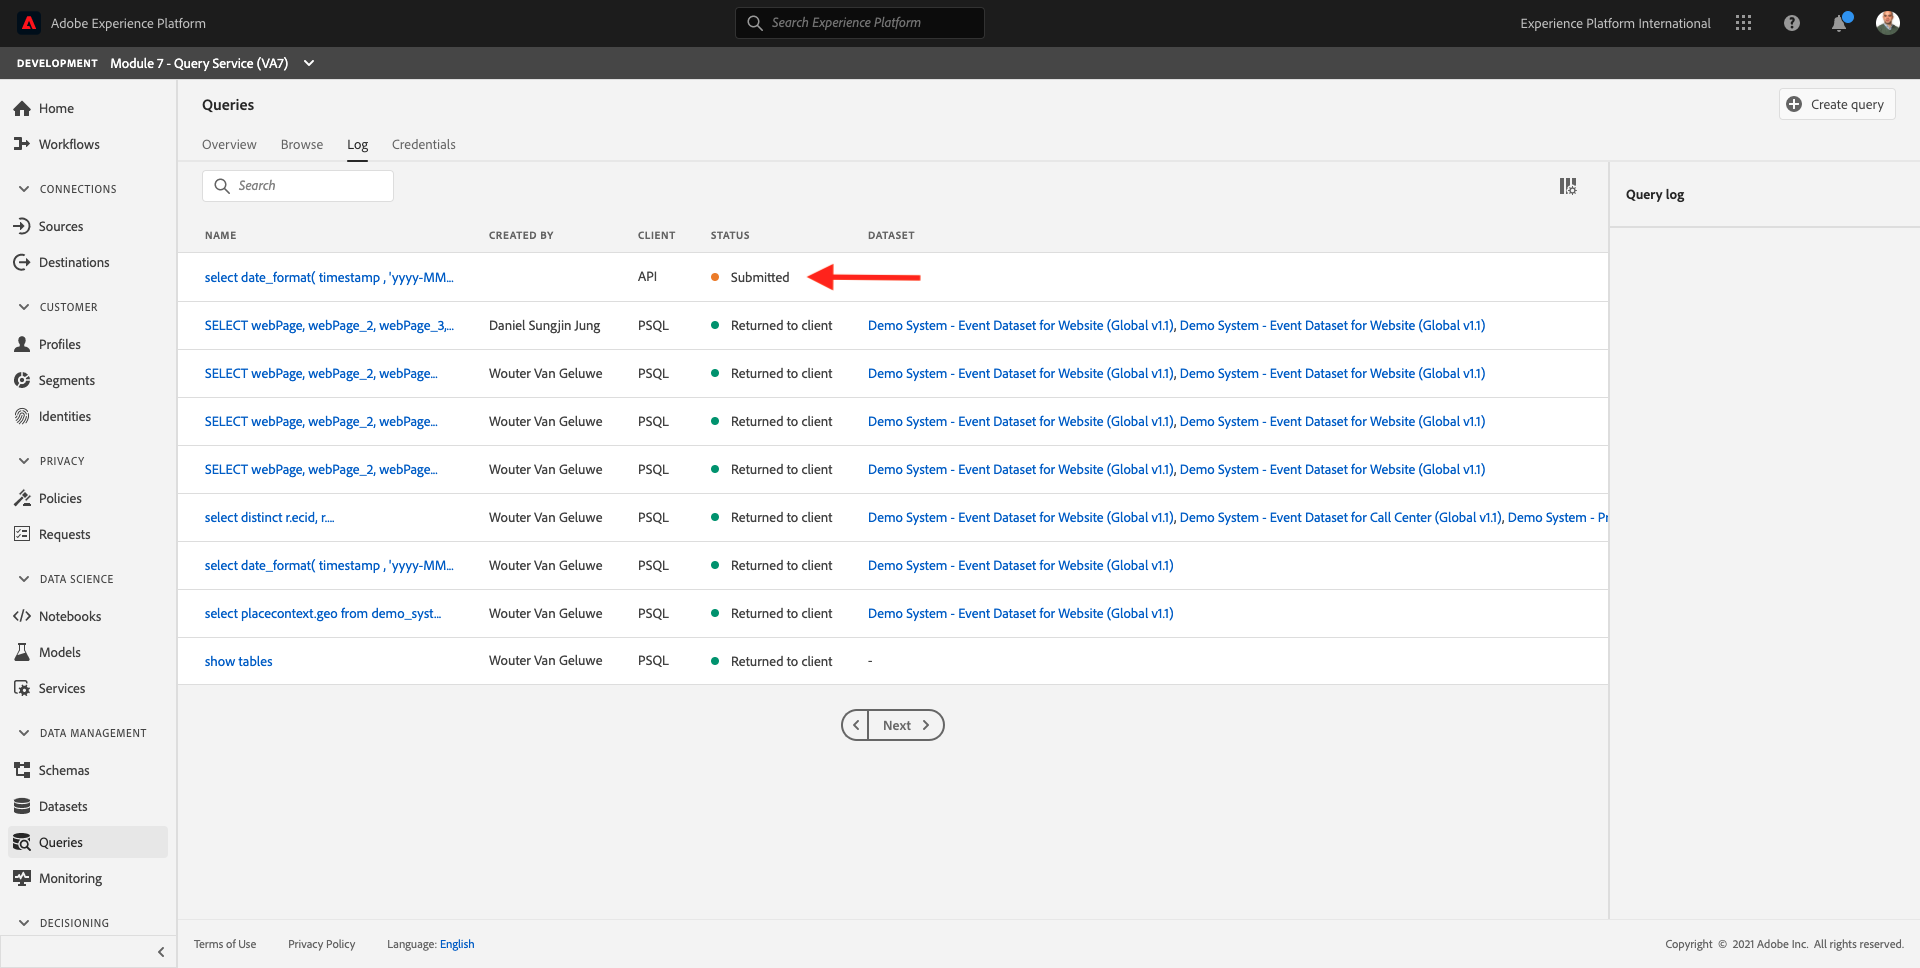 Adobe Experience Platform
Search Experience Platform
Experience Platform International
DEVELOPMENT Module 7 - Query Service (VA7)
Home
Workflows
CONNECTIONS
Sources
Destinations
CUSTOMER
Profiles
Segments
Identities
PRIVACY
Policies
Requests
DATA SCIENCE
Notebooks
Models
Services
DATA MANAGEMENT
Schemas
Datasets
Queries
Monitoring
DECISIONING
Queries
Create query
Overview Browse Log Credentials
Search
Query log
NAME CREATED BY CLIENT STATUS DATASET
select date_format( timestamp , 'yyyy-MM... API Submitted
SELECT webPage, webPage_2, webPage_3,... Daniel Sungjin Jung PSQL Returned to client Demo System - Event Dataset for Website (Global v1.1), Demo System - Event Dataset for Website (Global v1.1)
SELECT webPage, webPage_2, webPage... Wouter Van Geluwe PSQL Returned to client Demo System - Event Dataset for Website (Global v1.1), Demo System - Event Dataset for Website (Global v1.1)
SELECT webPage, webPage_2, webPage... Wouter Van Geluwe PSQL Returned to client Demo System - Event Dataset for Website (Global v1.1), Demo System - Event Dataset for Website (Global v1.1)
SELECT webPage, webPage_2, webPage... Wouter Van Geluwe PSQL Returned to client Demo System - Event Dataset for Website (Global v1.1), Demo System - Event Dataset for Website (Global v1.1)
select distinct r.ecid, r.... Wouter Van Geluwe PSQL Returned to client Demo System - Event Dataset for Website (Global v1.1), Demo System - Event Dataset for Call Center (Global v1.1), Demo System - Pr
select date_format( timestamp , 'yyyy-MM... Wouter Van Geluwe PSQL Returned to client Demo System - Event Dataset for Website (Global v1.1)
select placecontext.geo from demo_syst... Wouter Van Geluwe PSQL Returned to client Demo System - Event Dataset for Website (Global v1.1)
show tables Wouter Van Geluwe PSQL Returned to client -
Next
Terms of Use Privacy Policy Language: English
Copyright © 2021 Adobe Inc. All rights reserved.